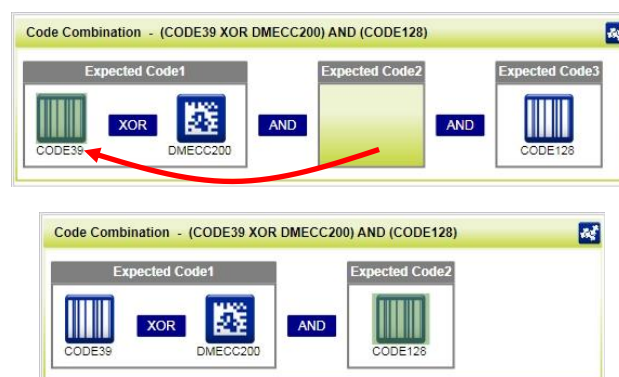 Code Combination - (CODE39 XOR DMECC200) AND (CODE128)
Expected Code1 Expected Code2 Expected Code3
XOR AND AND
CODE39 DMECC200 CODE128
Code Combination - (CODE39 XOR DMECC200) AND (CODE128)
Expected Code1 Expected Code2
XOR AND
CODE39 DMECC200 CODE128